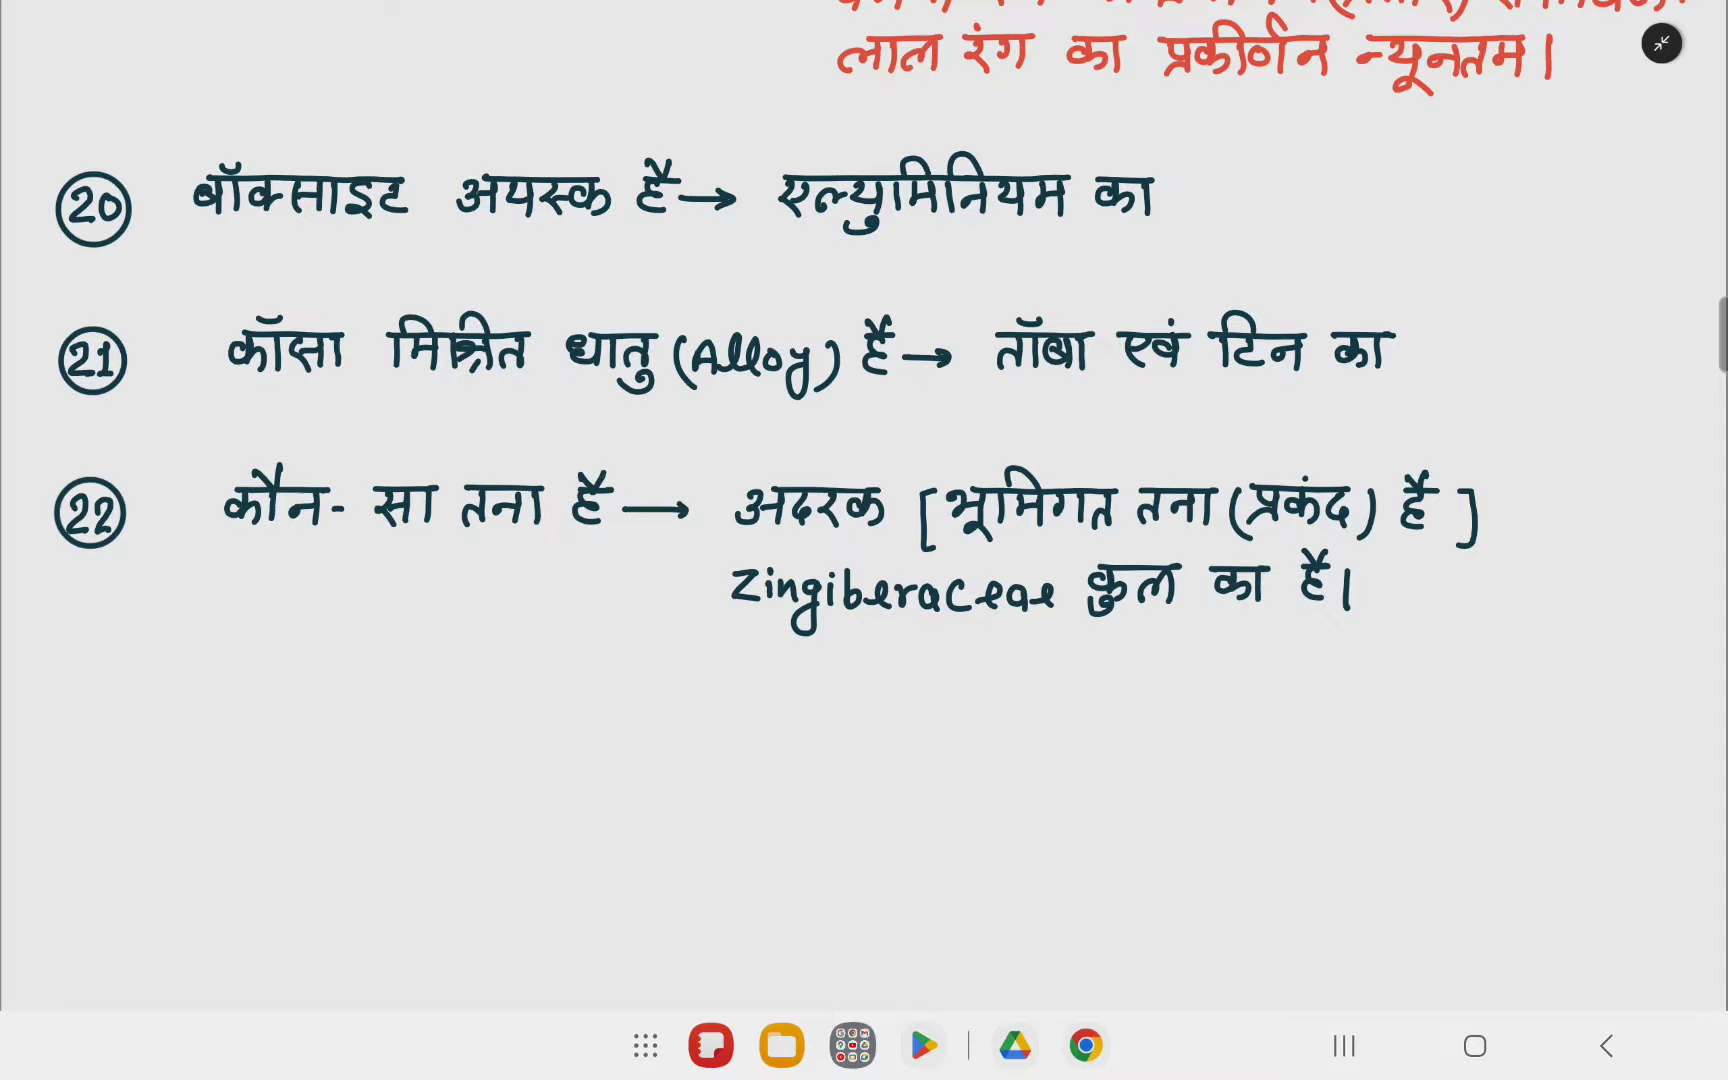 लाल रंग का प्रकीर्णन न्यूनतम।
20 बॉक्साइट अयस्क है → एल्युमिनियम का
21 काँसा मिश्रित धातु (Alloy) है → ताँबा एवं टिन का
22 कौन-सा तना है → अदरक [भूमिगत तना (प्रकंद) है]
Zingiberaceae कुल का है।